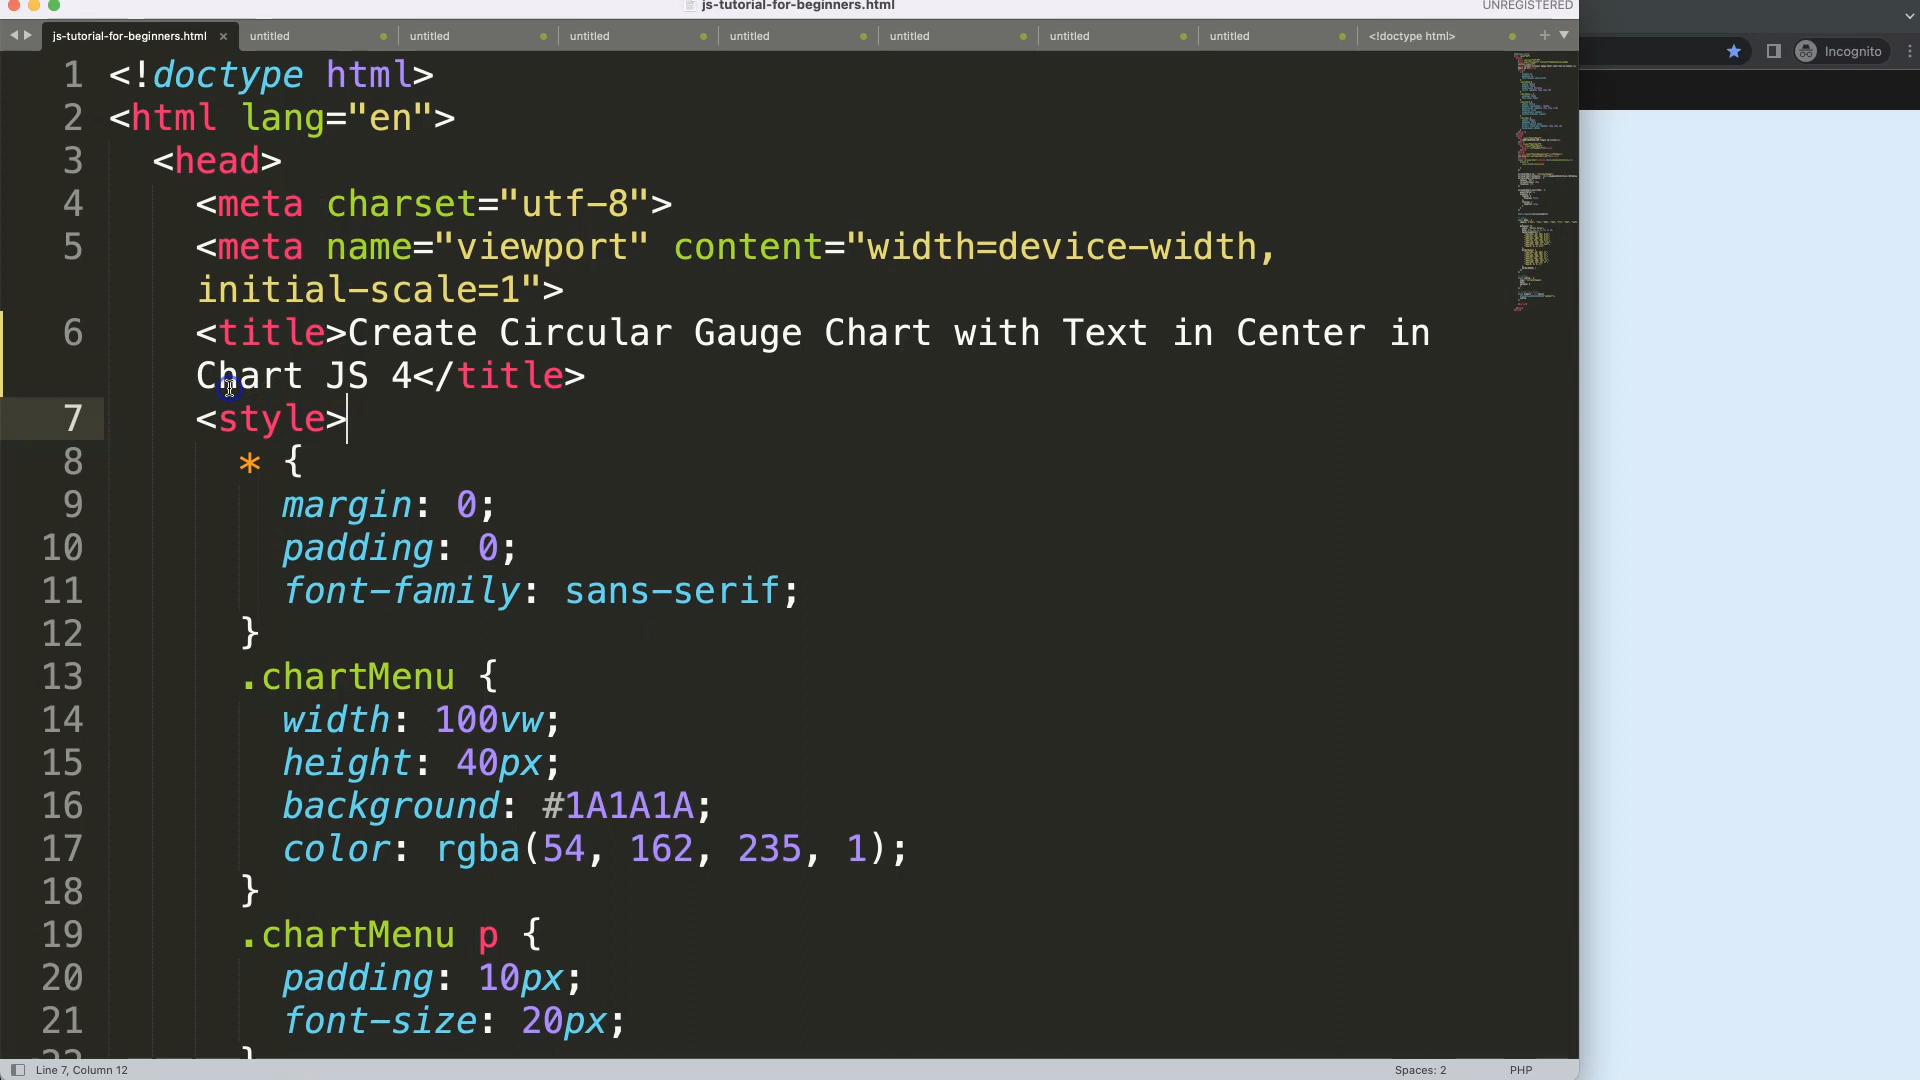 js-tutorial-for-beginners.html
UNREGISTERED
js-tutorial-for-beginners.html × untitled untitled untitled untitled untitled untitled untitled <!doctype html>
Incognito
1 <!doctype html>
2 <html lang="en">
3 <head>
4 <meta charset="utf-8">
5 <meta name="viewport" content="width=device-width,
initial-scale=1">
6 <title>Create Circular Gauge Chart with Text in Center in
Chart JS 4</title>
7 <style>
8 * {
9 margin: 0;
10 padding: 0;
11 font-family: sans-serif;
12 }
13 .chartMenu {
14 width: 100vw;
15 height: 40px;
16 background: #1A1A1A;
17 color: rgba(54, 162, 235, 1);
18 }
19 .chartMenu p {
20 padding: 10px;
21 font-size: 20px;
22 }
Line 7, Column 12
Spaces: 2
PHP